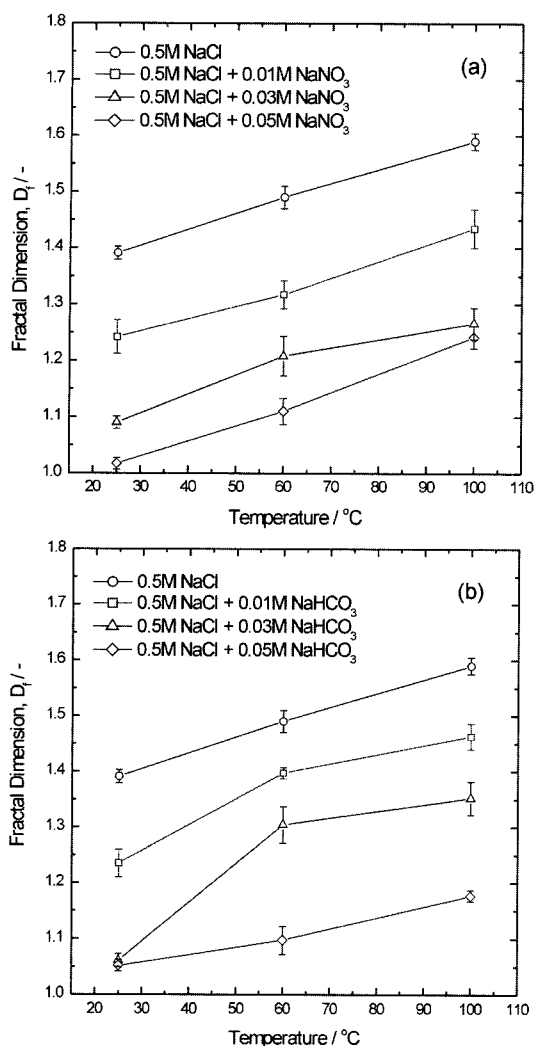 1.8
1.7
1.6
1.5
1.4
1.3
1.2
1.1
1.0
Fractal Dimension, D_f / -
0.5M NaCl
0.5M NaCl + 0.01M NaNO₃
0.5M NaCl + 0.03M NaNO₃
0.5M NaCl + 0.05M NaNO₃
(a)
20 30 40 50 60 70 80 90 100 110
Temperature / °C
1.8
1.7
1.6
1.5
1.4
1.3
1.2
1.1
1.0
Fractal Dimension, D_f / -
0.5M NaCl
0.5M NaCl + 0.01M NaHCO₃
0.5M NaCl + 0.03M NaHCO₃
0.5M NaCl + 0.05M NaHCO₃
(b)
20 30 40 50 60 70 80 90 100 110
Temperature / °C